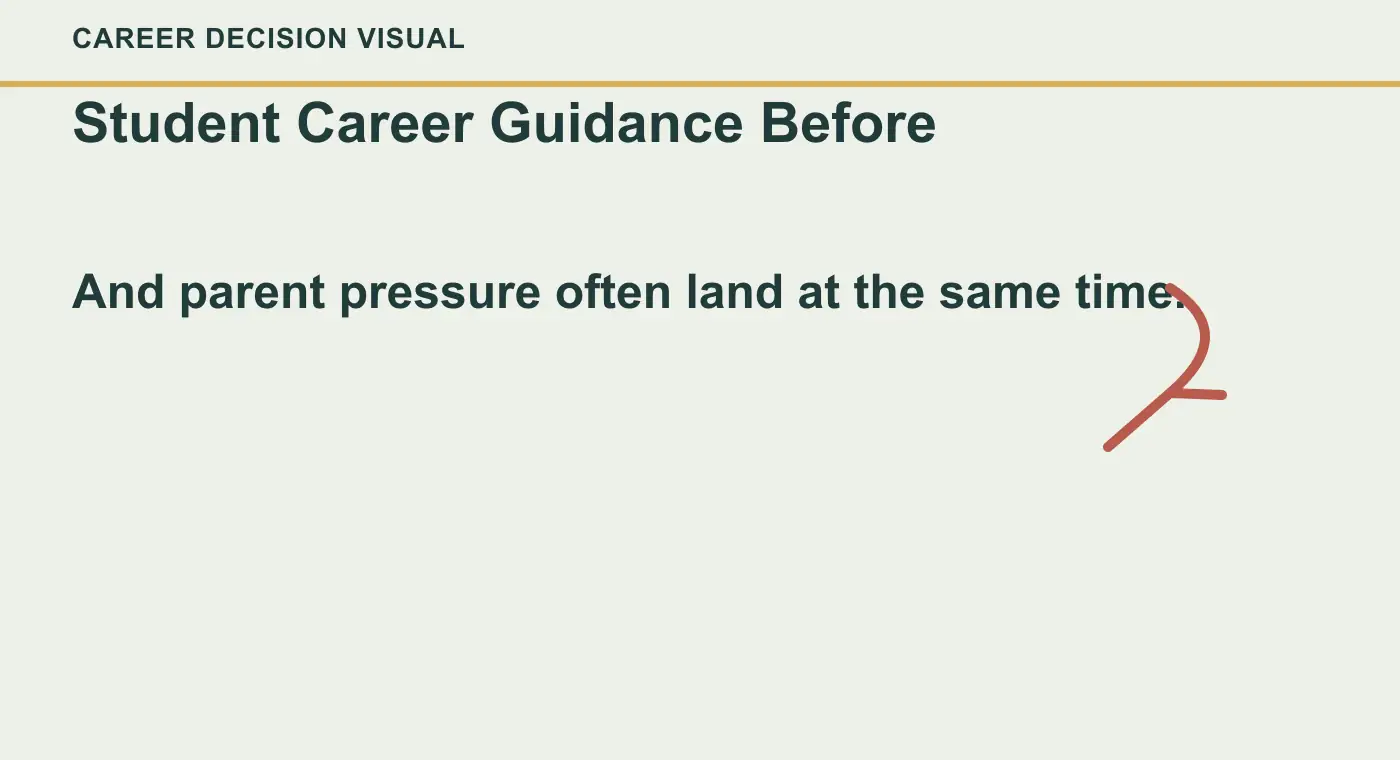 CAREER DECISION VISUAL
Student Career Guidance Before
And parent pressure often land at the same time.